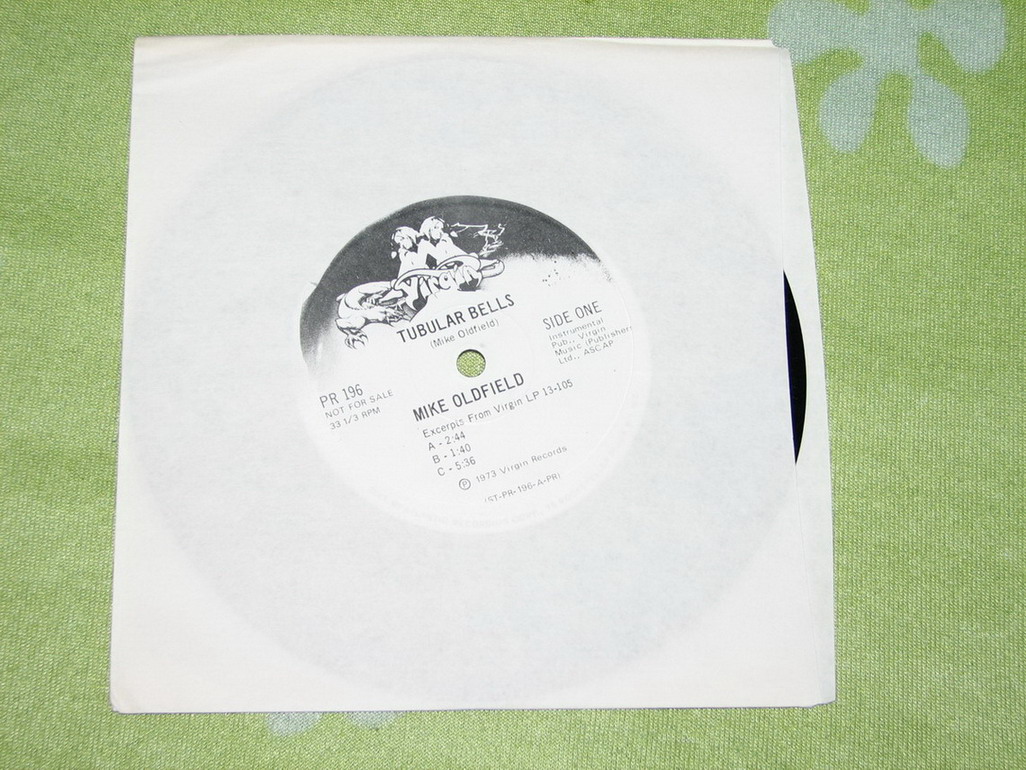 Virgin
TUBULAR BELLS
(Mike Oldfield)
SIDE ONE
Instrumental
Pub., Virgin
Music (Publishers)
Ltd., ASCAP
PR 196
NOT FOR SALE
33 1/3 RPM
MIKE OLDFIELD
Excerpts From Virgin LP 13-105
A - 2:44
B - 1:40
C - 5:36
Ⓟ 1973 Virgin Records
(ST-PR-196-A-PR)